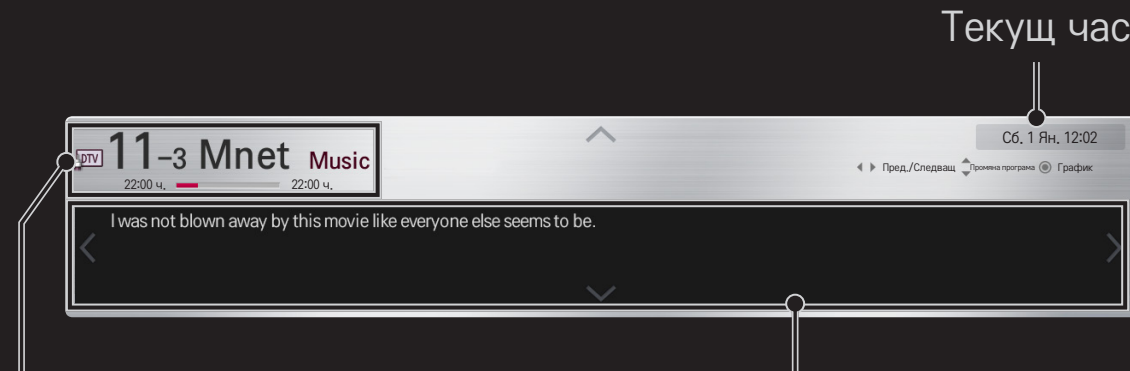 Текущ час
Сб. 1 Ян. 12:02
DTV 11-3 Mnet Music
22:00 ч. 22:00 ч.
Пред./Следващ Промяна програма График
I was not blown away by this movie like everyone else seems to be.